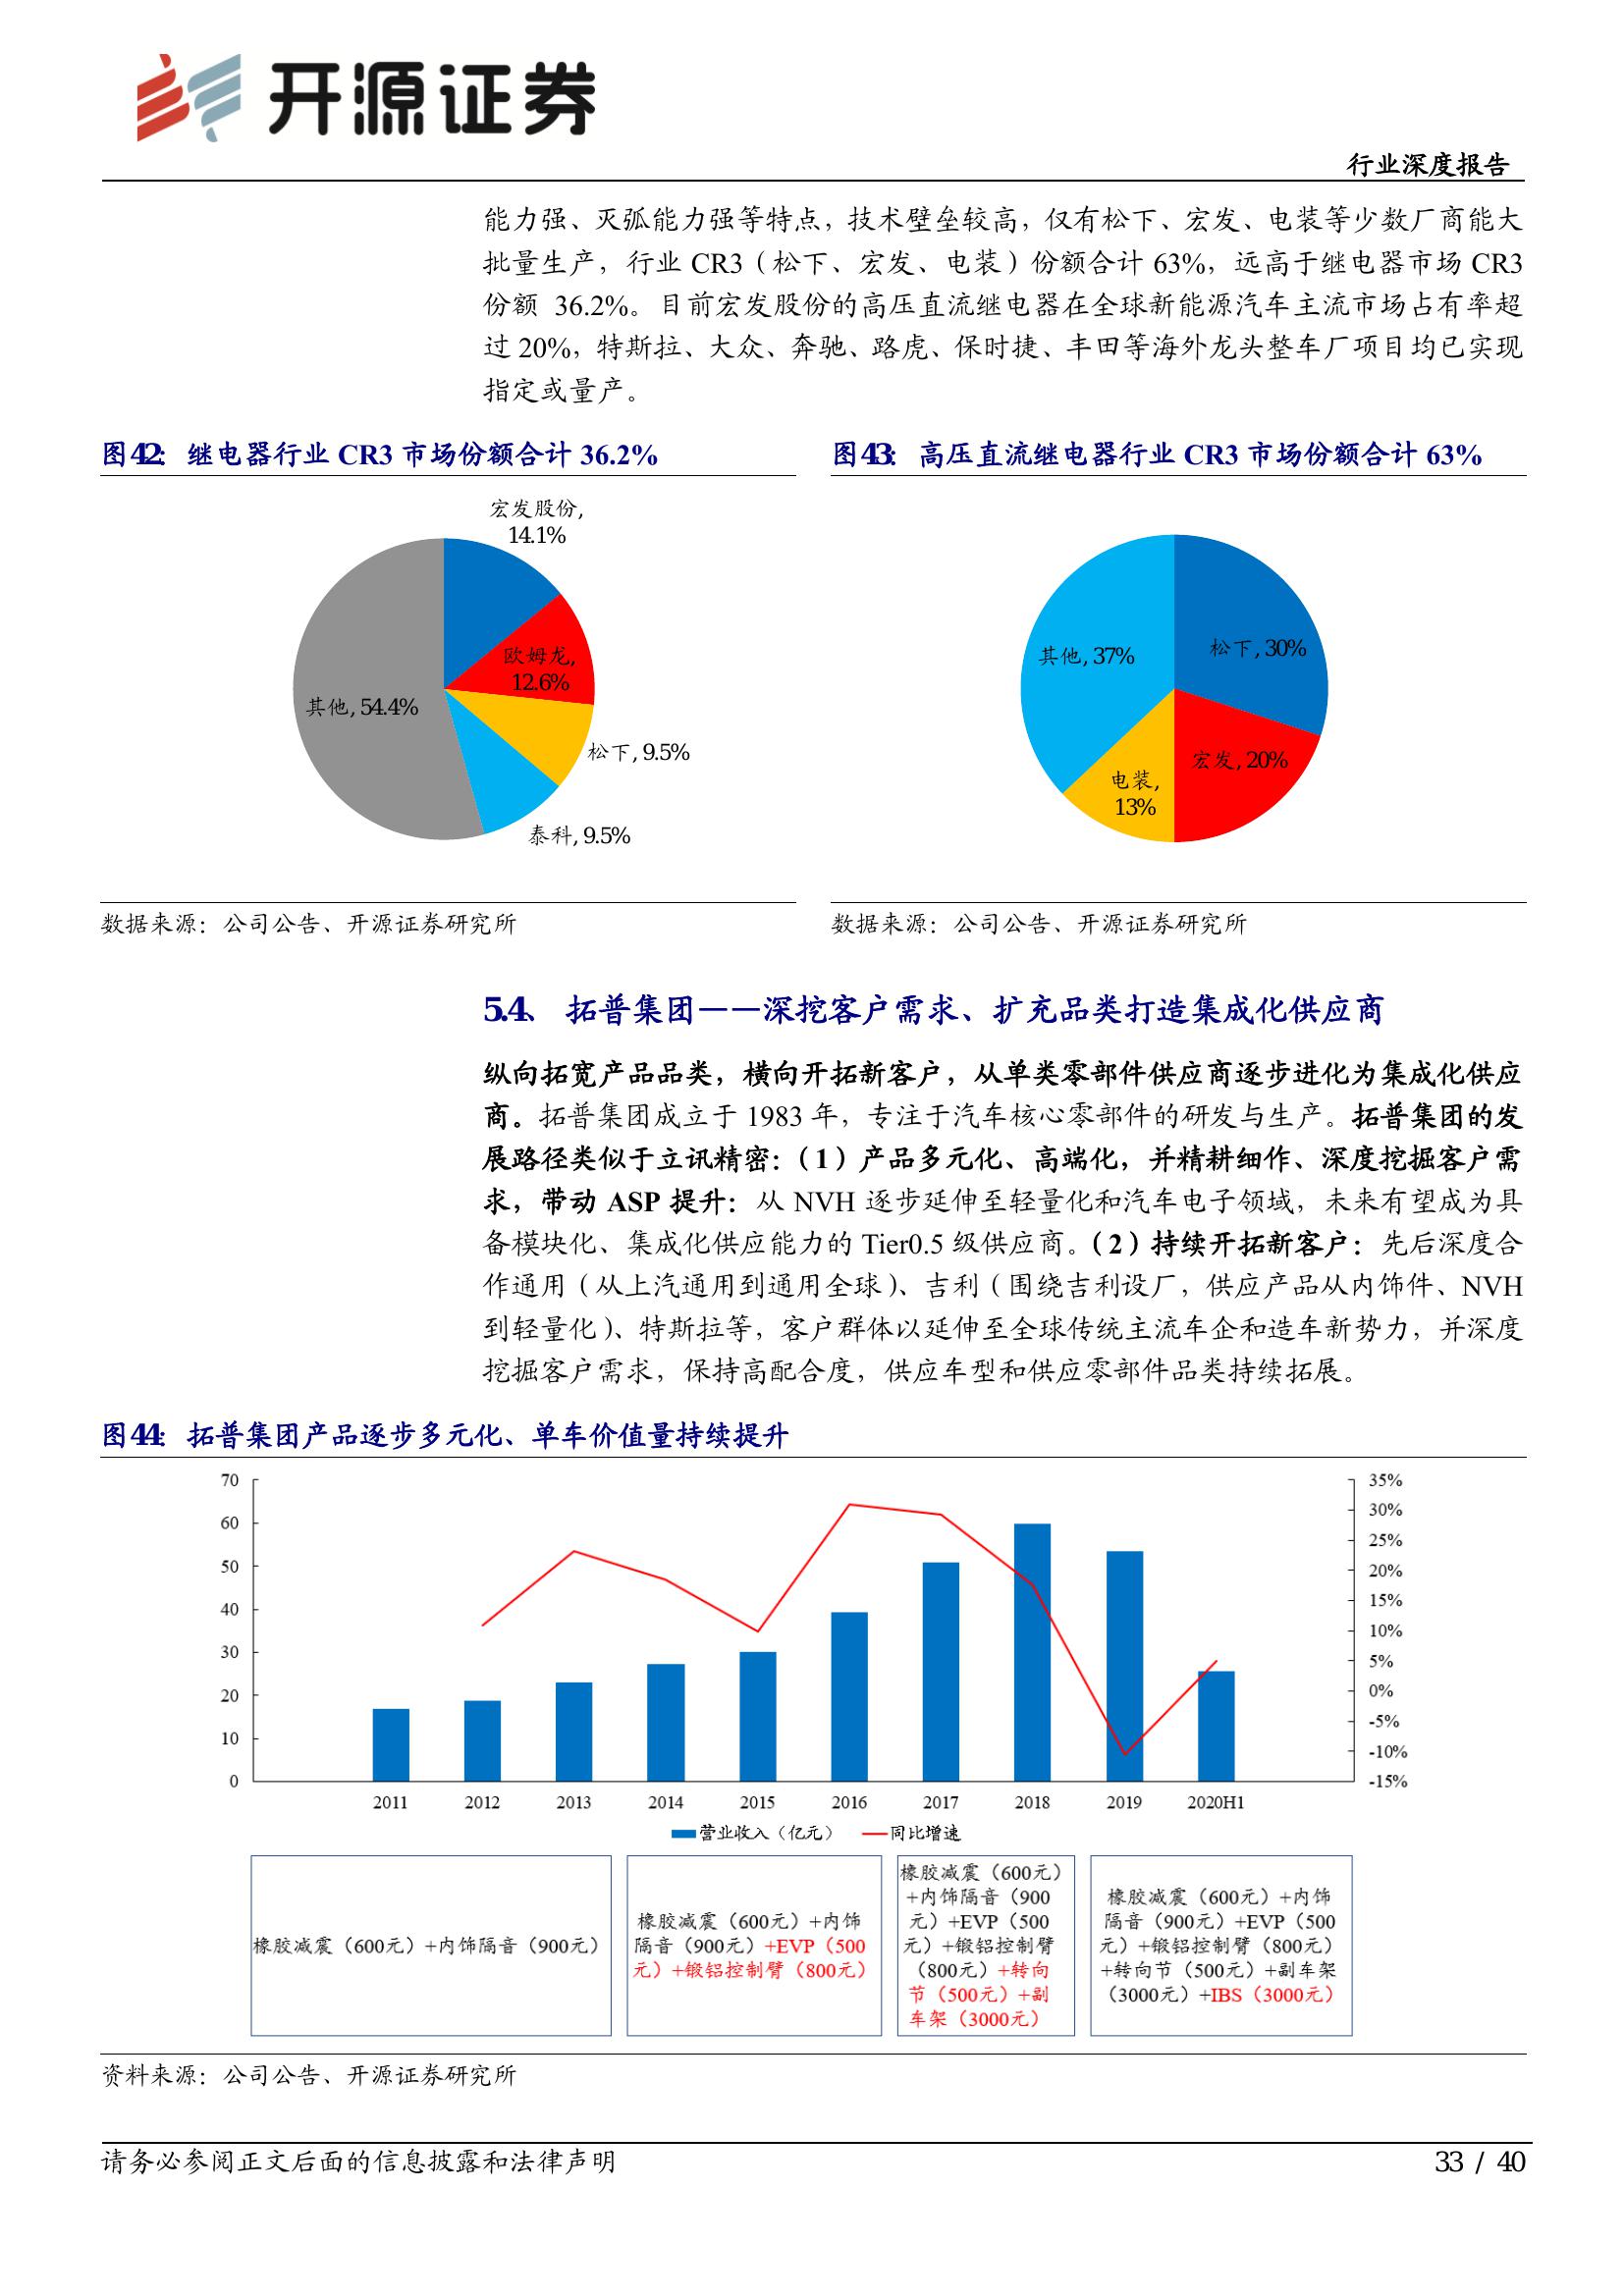 开源证券
行业深度报告
能力强、灭弧能力强等特点，技术壁垒较高，仅有松下、宏发、电装等少数厂商能大
批量生产，行业 CR3（松下、宏发、电装）份额合计 63%，远高于继电器市场 CR3
份额 36.2%。目前宏发股份的高压直流继电器在全球新能源汽车主流市场占有率超
过 20%，特斯拉、大众、奔驰、路虎、保时捷、丰田等海外龙头整车厂项目均已实现
指定或量产。
图42：继电器行业 CR3 市场份额合计 36.2%
宏发股份,
14.1%
欧姆龙,
12.6%
其他, 54.4%
松下, 9.5%
泰科, 9.5%
数据来源：公司公告、开源证券研究所
图43：高压直流继电器行业 CR3 市场份额合计 63%
松下, 30%
其他, 37%
宏发, 20%
电装,
13%
数据来源：公司公告、开源证券研究所
5.4、 拓普集团——深挖客户需求、扩充品类打造集成化供应商
纵向拓宽产品品类，横向开拓新客户，从单类零部件供应商逐步进化为集成化供应
商。拓普集团成立于 1983 年，专注于汽车核心零部件的研发与生产。拓普集团的发
展路径类似于立讯精密：（1）产品多元化、高端化，并精耕细作、深度挖掘客户需
求，带动 ASP 提升：从 NVH 逐步延伸至轻量化和汽车电子领域，未来有望成为具
备模块化、集成化供应能力的 Tier0.5 级供应商。（2）持续开拓新客户：先后深度合
作通用（从上汽通用到通用全球）、吉利（围绕吉利设厂，供应产品从内饰件、NVH
到轻量化）、特斯拉等，客户群体以延伸至全球传统主流车企和造车新势力，并深度
挖掘客户需求，保持高配合度，供应车型和供应零部件品类持续拓展。
图44：拓普集团产品逐步多元化、单车价值量持续提升
70
60
50
40
30
20
10
0
35%
30%
25%
20%
15%
10%
5%
0%
-5%
-10%
-15%
2011 2012 2013 2014 2015 2016 2017 2018 2019 2020H1
营业收入（亿元） 同比增速
橡胶减震（600元）+内饰隔音（900元）
橡胶减震（600元）+内饰
隔音（900元）+EVP（500
元）+锻铝控制臂（800元）
橡胶减震（600元）
+内饰隔音（900
元）+EVP（500
元）+锻铝控制臂
（800元）+转向
节（500元）+副
车架（3000元）
橡胶减震（600元）+内饰
隔音（900元）+EVP（500
元）+锻铝控制臂（800元）
+转向节（500元）+副车架
（3000元）+IBS（3000元）
资料来源：公司公告、开源证券研究所
请务必参阅正文后面的信息披露和法律声明
33 / 40